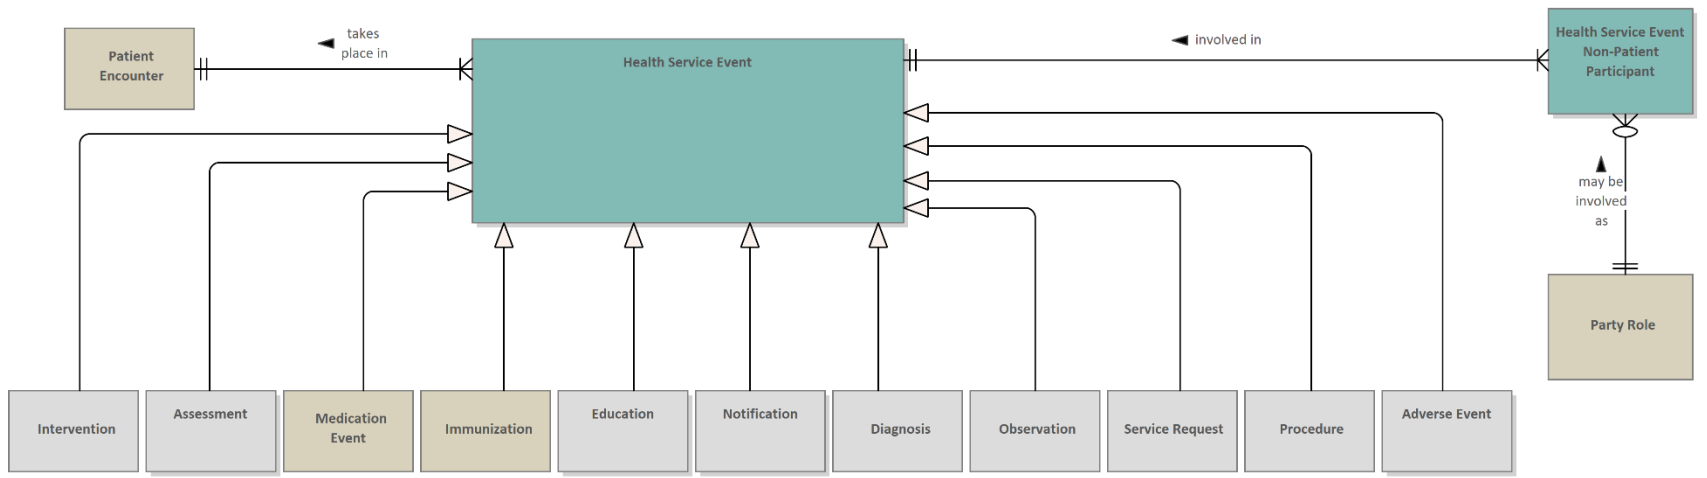 Patient
Encounter
takes
place in
Health Service Event
involved in
Health Service Event
Non-Patient
Participant
may be
involved
as
Party Role
Intervention
Assessment
Medication
Event
Immunization
Education
Notification
Diagnosis
Observation
Service Request
Procedure
Adverse Event